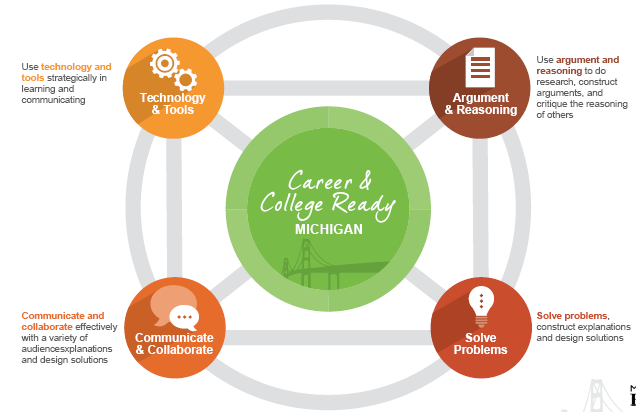 Use technology and
tools strategically in
learning and
communicating
Technology
& Tools
Argument
& Reasoning
Use argument and
reasoning to do
research, construct
arguments, and
critique the reasoning
of others
Career &
College Ready
MICHIGAN
Communicate and
collaborate effectively
with a variety of
audiencesxplanations
and design solutions
Communicate
& Collaborate
Solve
Problems
Solve problems,
construct explanations
and design solutions